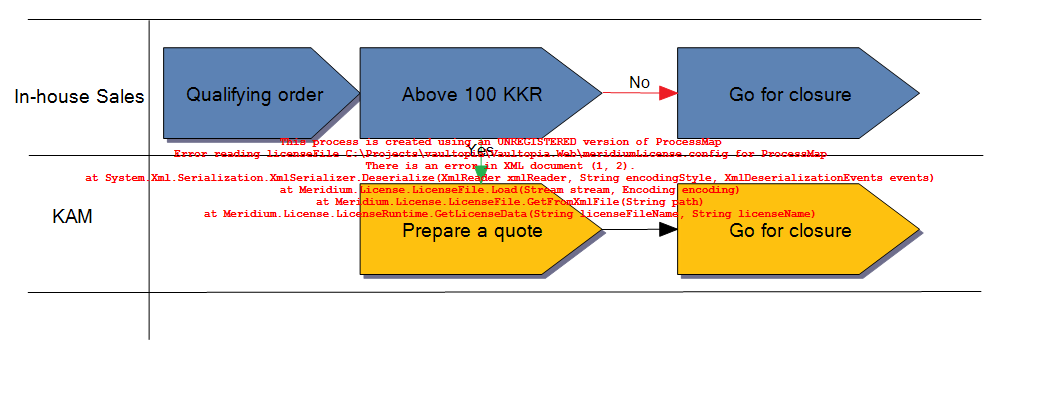 No
In-house Sales
Qualifying order
Above 100 KKR
Go for closure
This process is created using an UNREGISTERED version of ProcessMap
Yes
Error reading licenseFile C:\Projects\vaultopia\Vaultopia.Web\meridiumLicense.config for ProcessMap
There is an error in XML document (1, 2).
at System.Xml.Serialization.XmlSerializer.Deserialize(XmlReader xmlReader, String encodingStyle, XmlDeserializationEvents events)
at Meridium.License.LicenseFile.Load(Stream stream, Encoding encoding)
at Meridium.License.LicenseFile.GetFromXmlFile(String path)
at Meridium.License.LicenseRuntime.GetLicenseData(String licenseFileName, String licenseName)
KAM
Prepare a quote
Go for closure